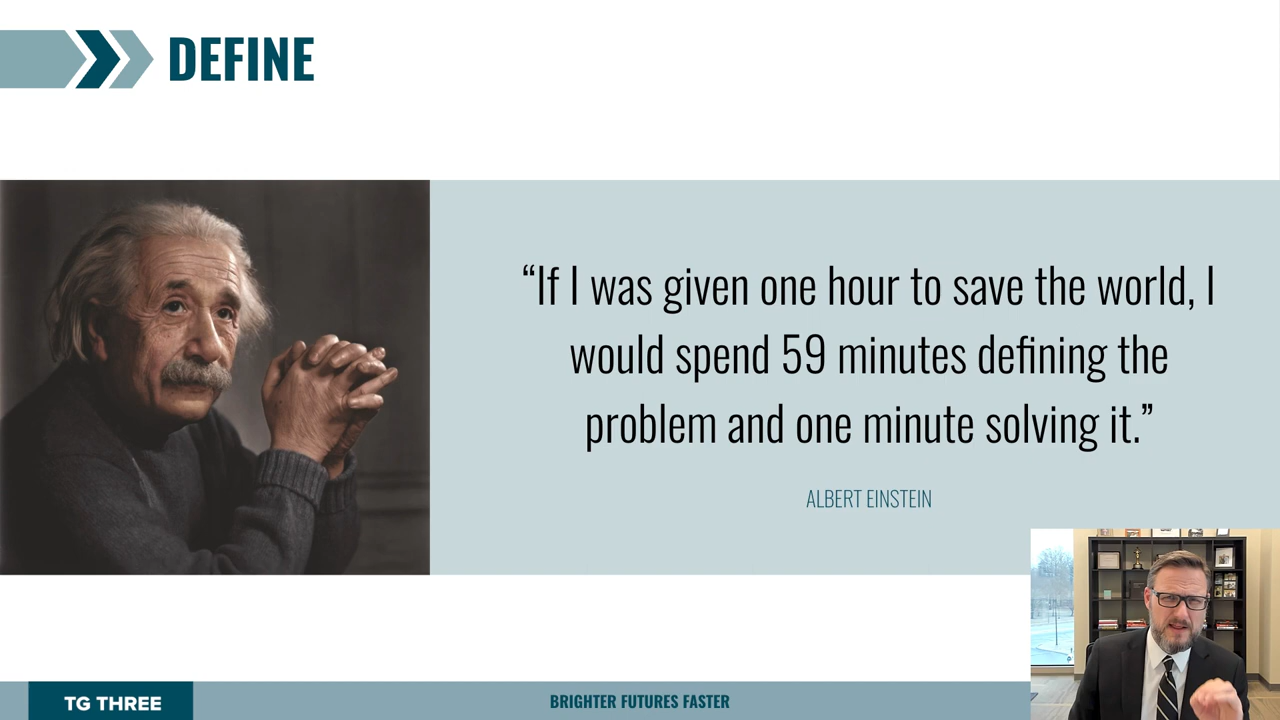 DEFINE
“If I was given one hour to save the world, I
would spend 59 minutes defining the
problem and one minute solving it.”
ALBERT EINSTEIN
TG THREE
BRIGHTER FUTURES FASTER